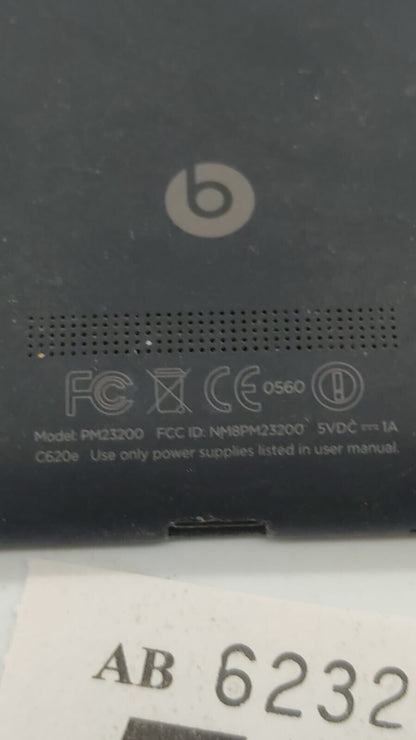 b
FC CE 0560
Model: PM23200 FCC ID: NM8PM23200 5VDC ⎓ 1A
C620e Use only power supplies listed in user manual.
AB 6232